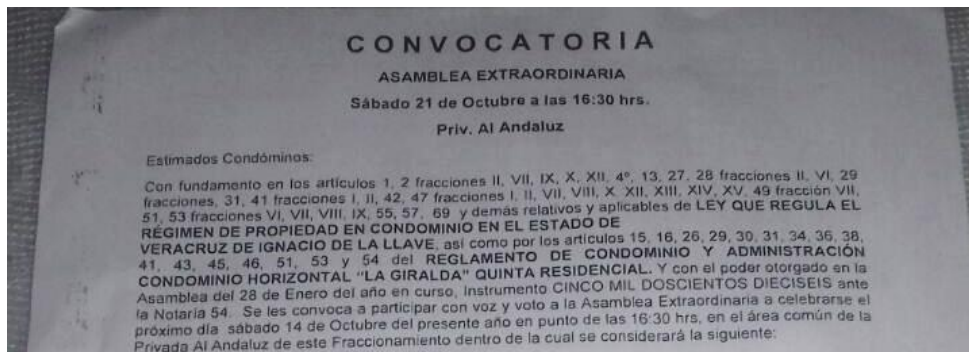 CONVOCATORIA
ASAMBLEA EXTRAORDINARIA
Sábado 21 de Octubre a las 16:30 hrs.
Priv. Al Andaluz
Estimados Condóminos:
Con fundamento en los artículos 1, 2 fracciones II, VII, IX, X, XII, 4º, 13, 27, 28 fracciones II, VI, 29
fracciones, 31, 41 fracciones I, II, 42, 47 fracciones I, II, VII, VIII, X, XII, XIII, XIV, XV, 49 fracción VII,
51, 53 fracciones VI, VII, VIII, IX, 55, 57, 69 y demás relativos y aplicables de LEY QUE REGULA EL
RÉGIMEN DE PROPIEDAD EN CONDOMINIO EN EL ESTADO DE
VERACRUZ DE IGNACIO DE LA LLAVE, así como por los artículos 15, 16, 26, 29, 30, 31, 34, 36, 38,
41, 43, 45, 46, 51, 53 y 54 del REGLAMENTO DE CONDOMINIO Y ADMINISTRACIÓN
CONDOMINIO HORIZONTAL "LA GIRALDA" QUINTA RESIDENCIAL. Y con el poder otorgado en la
Asamblea del 28 de Enero del año en curso, Instrumento CINCO MIL DOSCIENTOS DIECISEIS ante
la Notaría 54. Se les convoca a participar con voz y voto a la Asamblea Extraordinaria a celebrarse el
próximo día sábado 14 de Octubre del presente año en punto de las 16:30 hrs, en el área común de la
Privada Al Andaluz de este Fraccionamiento dentro de la cual se considerará la siguiente: